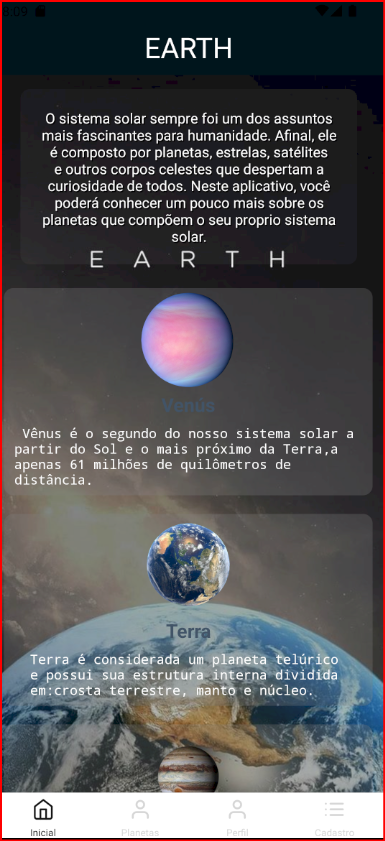 8:09
EARTH
O sistema solar sempre foi um dos assuntos
mais fascinantes para humanidade. Afinal, ele
é composto por planetas, estrelas, satélites
e outros corpos celestes que despertam a
curiosidade de todos. Neste aplicativo, você
poderá conhecer um pouco mais sobre os
planetas que compõem o seu proprio sistema
solar.
E A R T H
Venús
Vênus é o segundo do nosso sistema solar a
partir do Sol e o mais próximo da Terra,a
apenas 61 milhões de quilômetros de
distância.
Terra
Terra é considerada um planeta telúrico
e possui sua estrutura interna dividida
em:crosta terrestre, manto e núcleo.
Inicial Planetas Perfil Cadastro